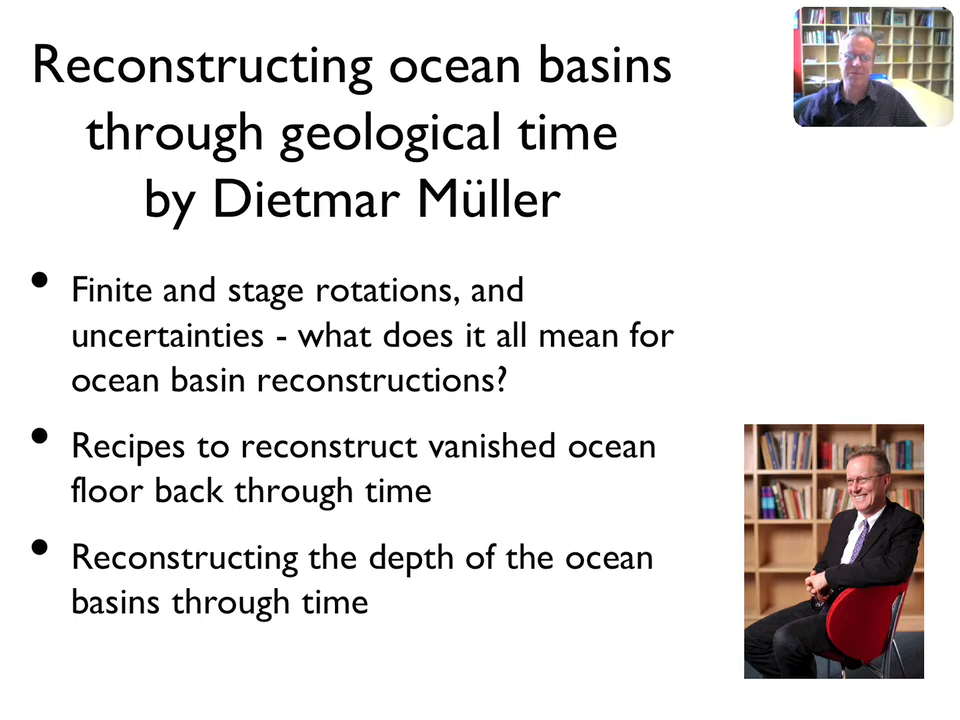 Reconstructing ocean basins
through geological time
by Dietmar Müller
• Finite and stage rotations, and
uncertainties - what does it all mean for
ocean basin reconstructions?
• Recipes to reconstruct vanished ocean
floor back through time
• Reconstructing the depth of the ocean
basins through time